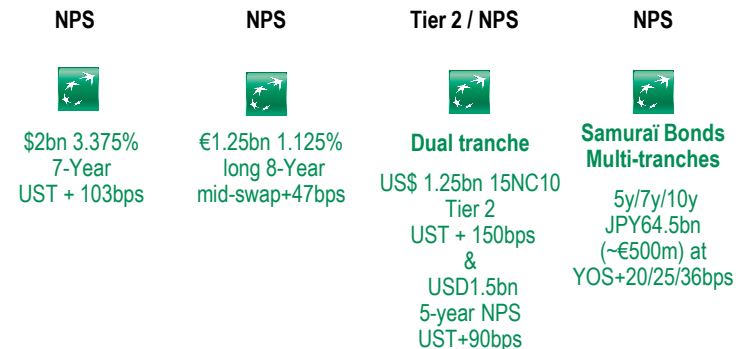 NPS
$2bn 3.375%
7-Year
UST + 103bps
NPS
€1.25bn 1.125%
long 8-Year
mid-swap+47bps
Tier 2 / NPS
Dual tranche
US$ 1.25bn 15NC10
Tier 2
UST + 150bps
&
USD1.5bn
5-year NPS
UST+90bps
NPS
Samuraï Bonds
Multi-tranches
5y/7y/10y
JPY64.5bn
(~€500m) at
YOS+20/25/36bps